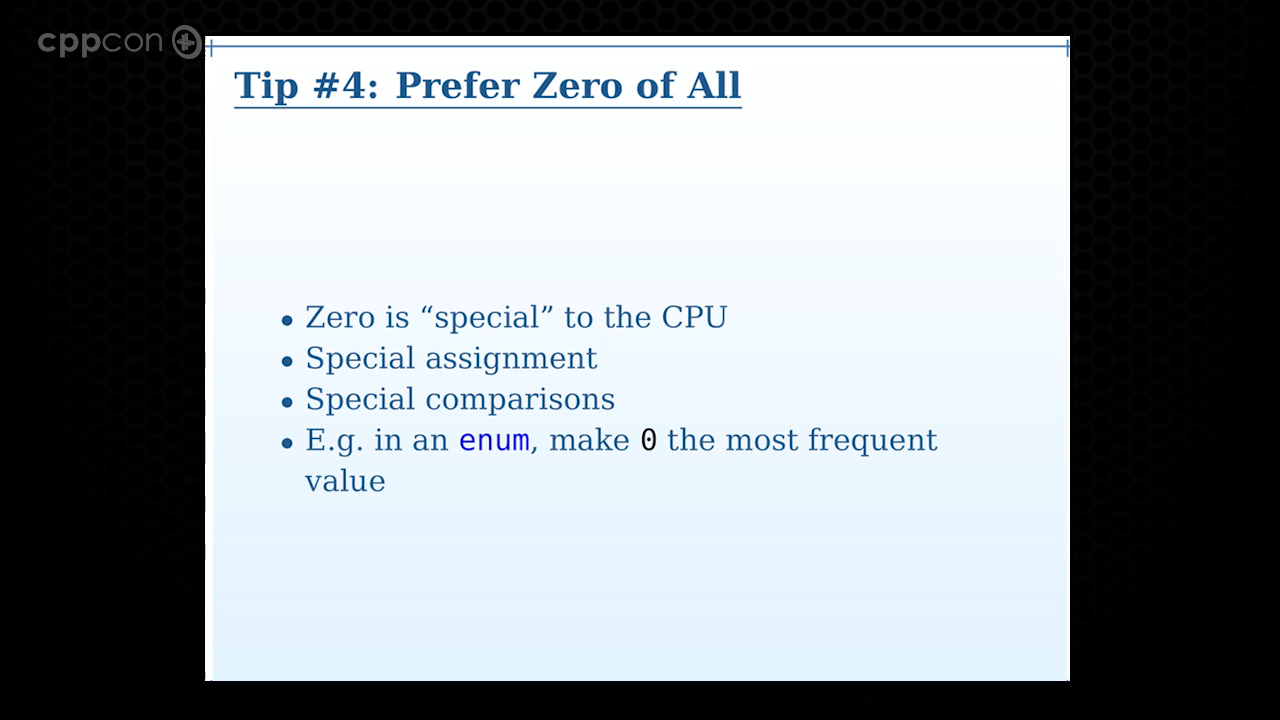 cppcon
Tip #4: Prefer Zero of All
• Zero is “special” to the CPU
• Special assignment
• Special comparisons
• E.g. in an enum, make 0 the most frequent
value